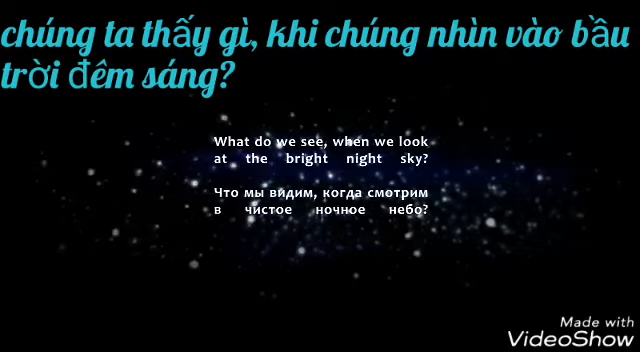 chúng ta thấy gì, khi chúng nhìn vào bầu
trời đêm sáng?
What do we see, when we look
at the bright night sky?
Что мы видим, когда смотрим
в чистое ночное небо?
Made with
VideoShow